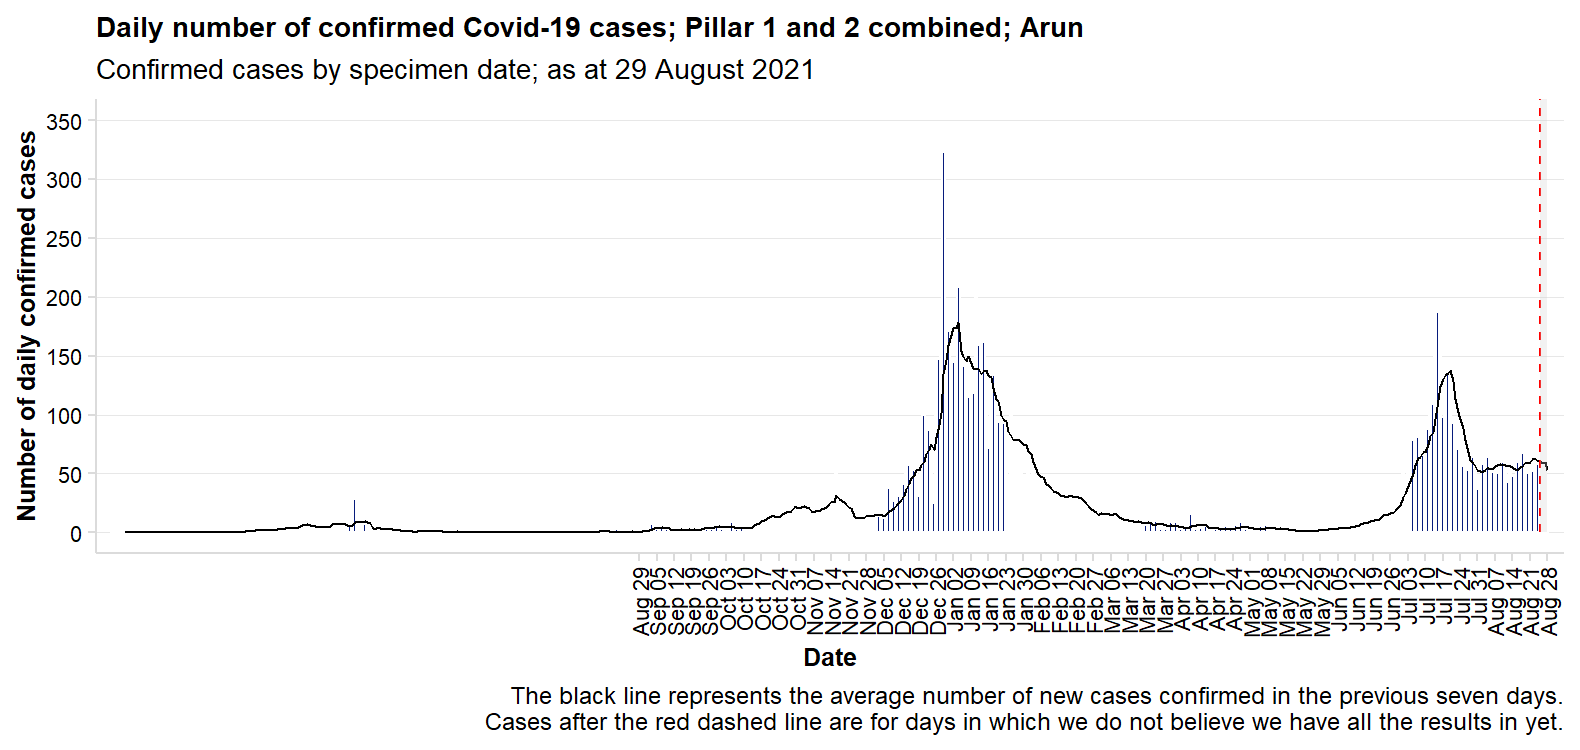 Daily number of confirmed Covid-19 cases; Pillar 1 and 2 combined; Arun
Confirmed cases by specimen date; as at 29 August 2021
Number of daily confirmed cases
350
300
250
200
150
100
50
0
Aug 29
Sep 05
Sep 12
Sep 19
Sep 26
Oct 03
Oct 10
Oct 17
Oct 24
Oct 31
Nov 07
Nov 14
Nov 21
Nov 28
Dec 05
Dec 12
Dec 19
Dec 26
Jan 02
Jan 09
Jan 16
Jan 23
Jan 30
Feb 06
Feb 13
Feb 20
Feb 27
Mar 06
Mar 13
Mar 20
Mar 27
Apr 03
Apr 10
Apr 17
Apr 24
May 01
May 08
May 15
May 22
May 29
Jun 05
Jun 12
Jun 19
Jun 26
Jul 03
Jul 10
Jul 17
Jul 24
Jul 31
Aug 07
Aug 14
Aug 21
Aug 28
Date
The black line represents the average number of new cases confirmed in the previous seven days.
Cases after the red dashed line are for days in which we do not believe we have all the results in yet.